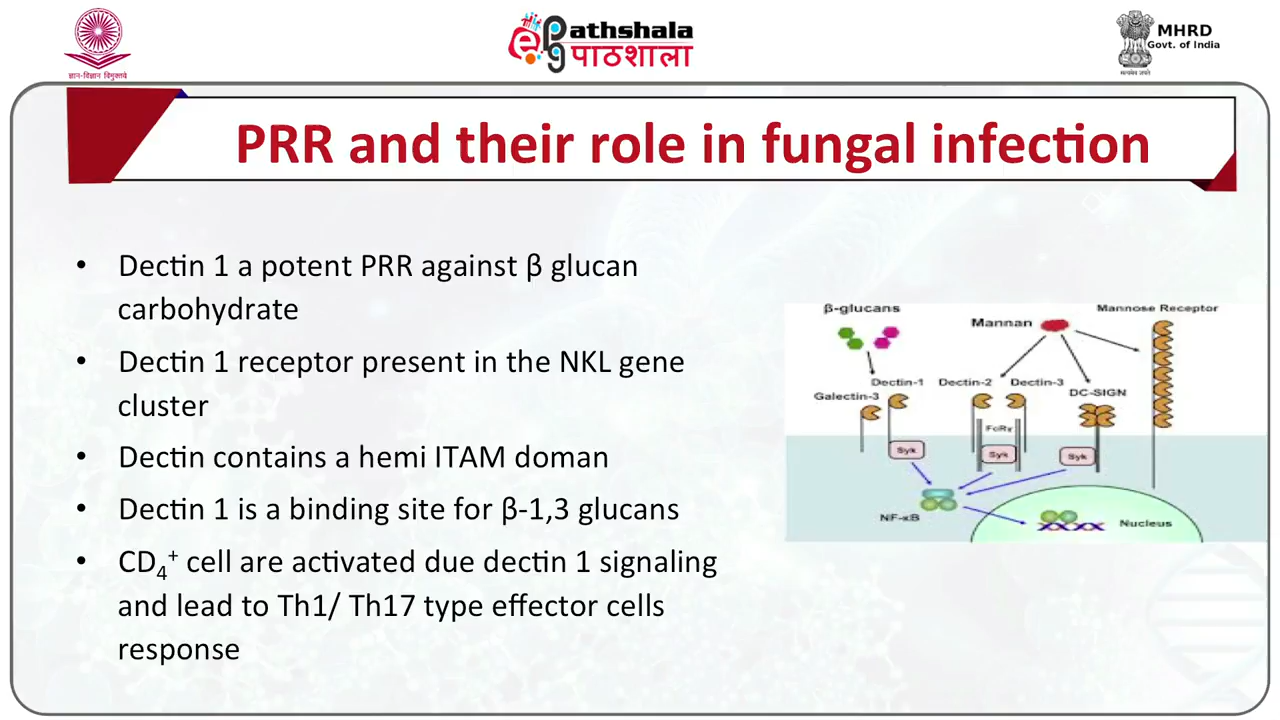 ज्ञान-विज्ञान विमुक्तये
ePathshala
पाठशाला
MHRD
Govt. of India
सत्यमेव जयते
PRR and their role in fungal infection
• Dectin 1 a potent PRR against β glucan
carbohydrate
• Dectin 1 receptor present in the NKL gene
cluster
• Dectin contains a hemi ITAM doman
• Dectin 1 is a binding site for β-1,3 glucans
• CD4+ cell are activated due dectin 1 signaling
and lead to Th1/ Th17 type effector cells
response
β-glucans
Mannan
Mannose Receptor
Dectin-1
Dectin-2
Dectin-3
Galectin-3
DC-SIGN
FcRγ
Syk
Syk
Syk
NF-κB
Nucleus